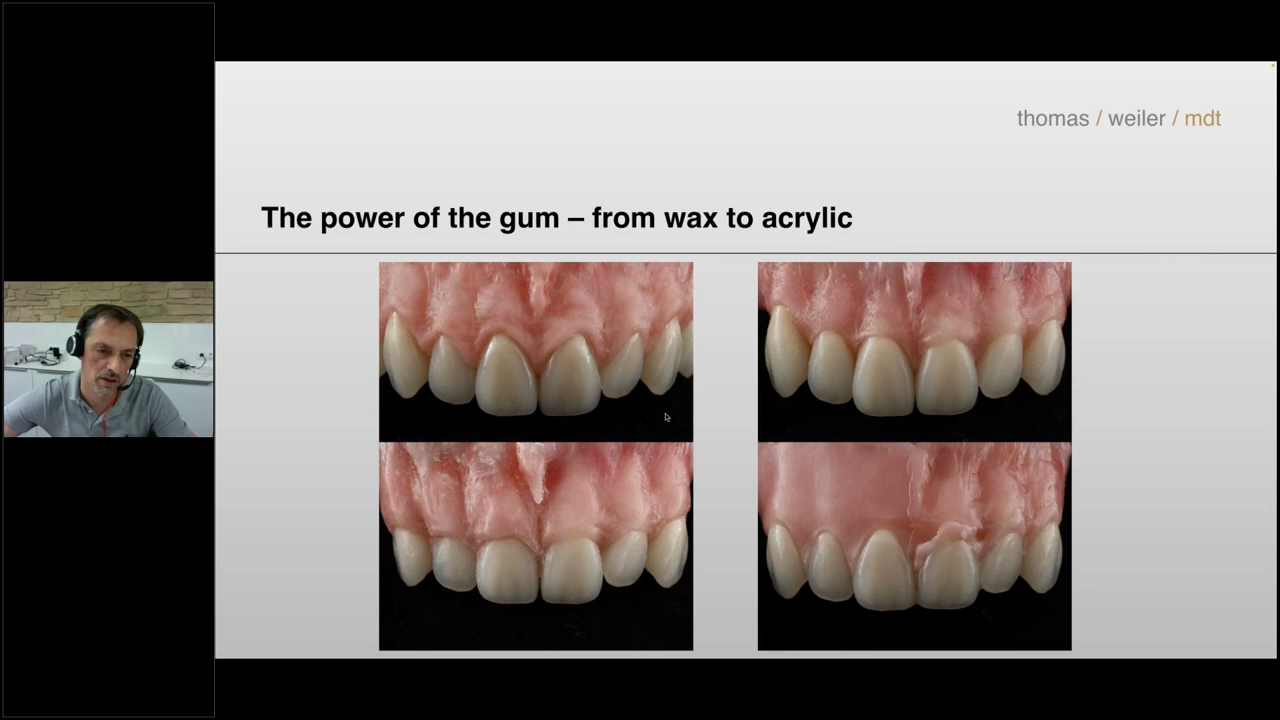 thomas / weiler / mdt
The power of the gum – from wax to acrylic